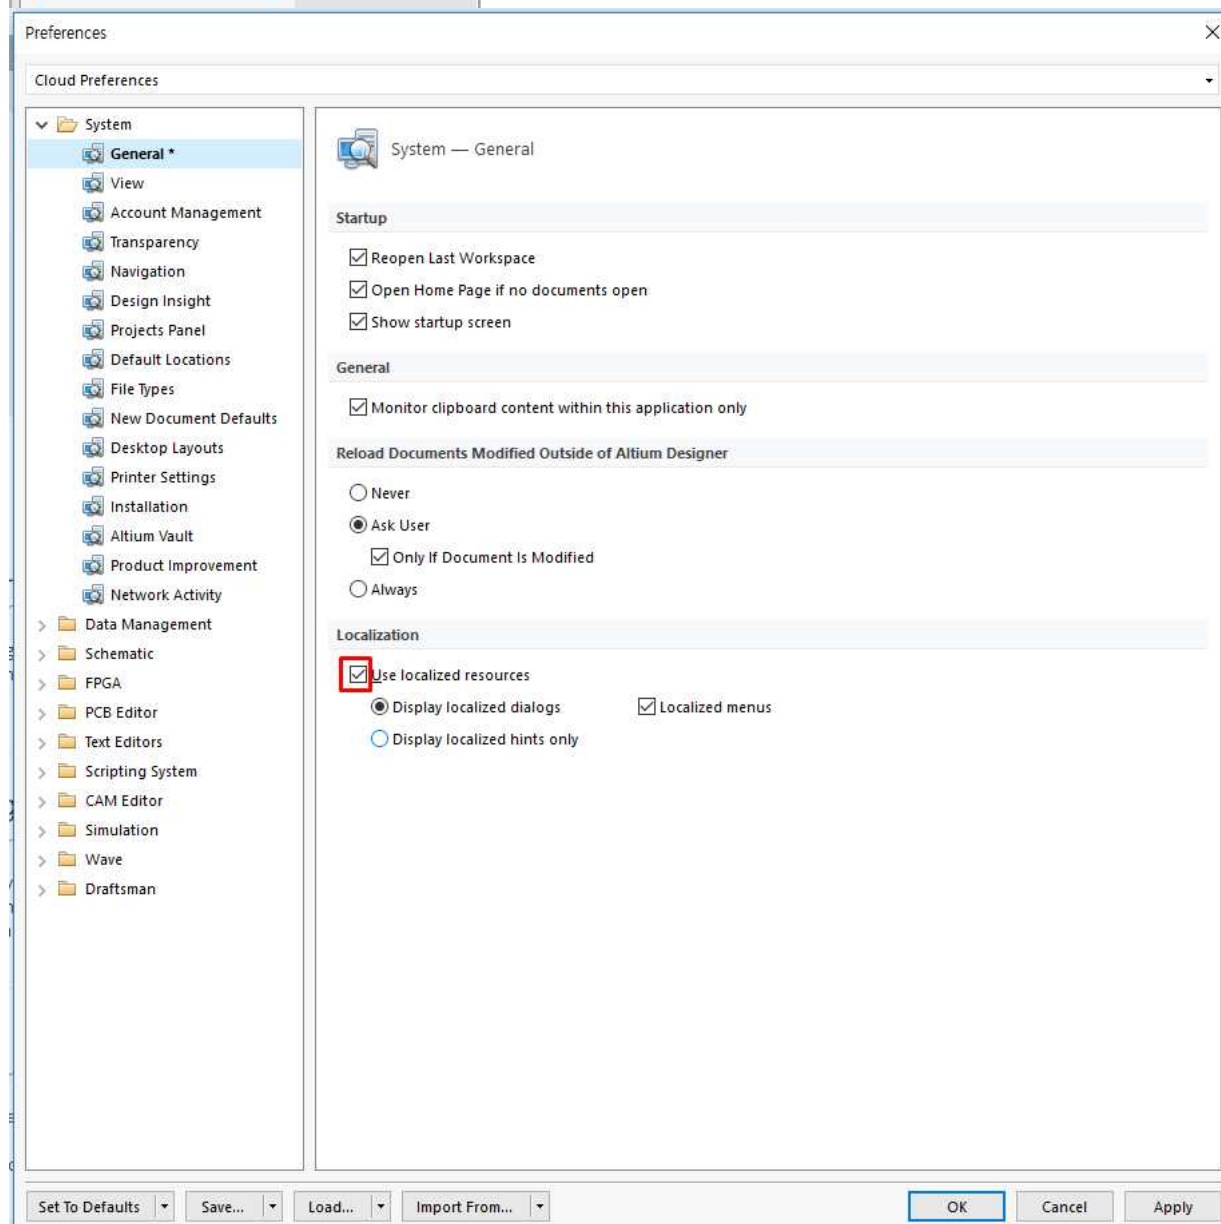 Preferences
Cloud Preferences
System
General *
View
Account Management
Transparency
Navigation
Design Insight
Projects Panel
Default Locations
File Types
New Document Defaults
Desktop Layouts
Printer Settings
Installation
Altium Vault
Product Improvement
Network Activity
Data Management
Schematic
FPGA
PCB Editor
Text Editors
Scripting System
CAM Editor
Simulation
Wave
Draftsman
System — General
Startup
Reopen Last Workspace
Open Home Page if no documents open
Show startup screen
General
Monitor clipboard content within this application only
Reload Documents Modified Outside of Altium Designer
Never
Ask User
Only If Document Is Modified
Always
Localization
Use localized resources
Display localized dialogs Localized menus
Display localized hints only
Set To Defaults Save... Load... Import From... OK Cancel Apply